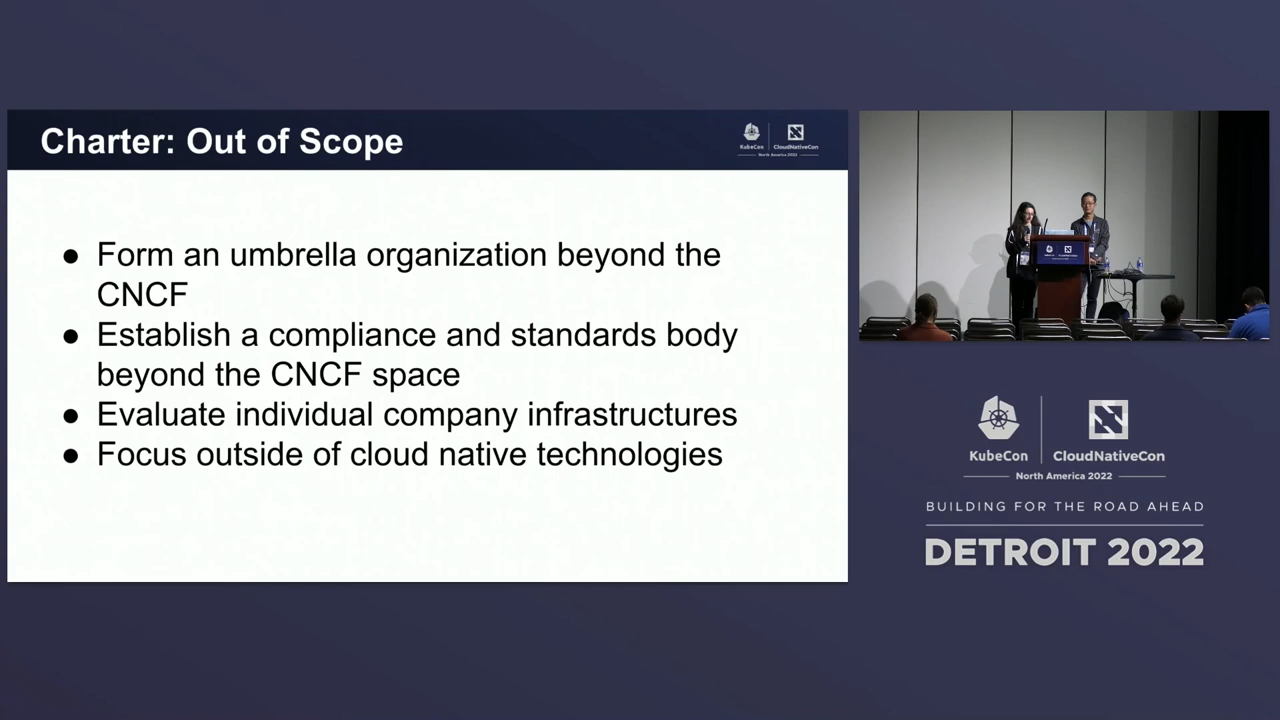 Charter: Out of Scope
KubeCon
CloudNativeCon
North America 2022
● Form an umbrella organization beyond the
CNCF
● Establish a compliance and standards body
beyond the CNCF space
● Evaluate individual company infrastructures
● Focus outside of cloud native technologies
KubeCon
CloudNativeCon
North America 2022
BUILDING FOR THE ROAD AHEAD
DETROIT 2022